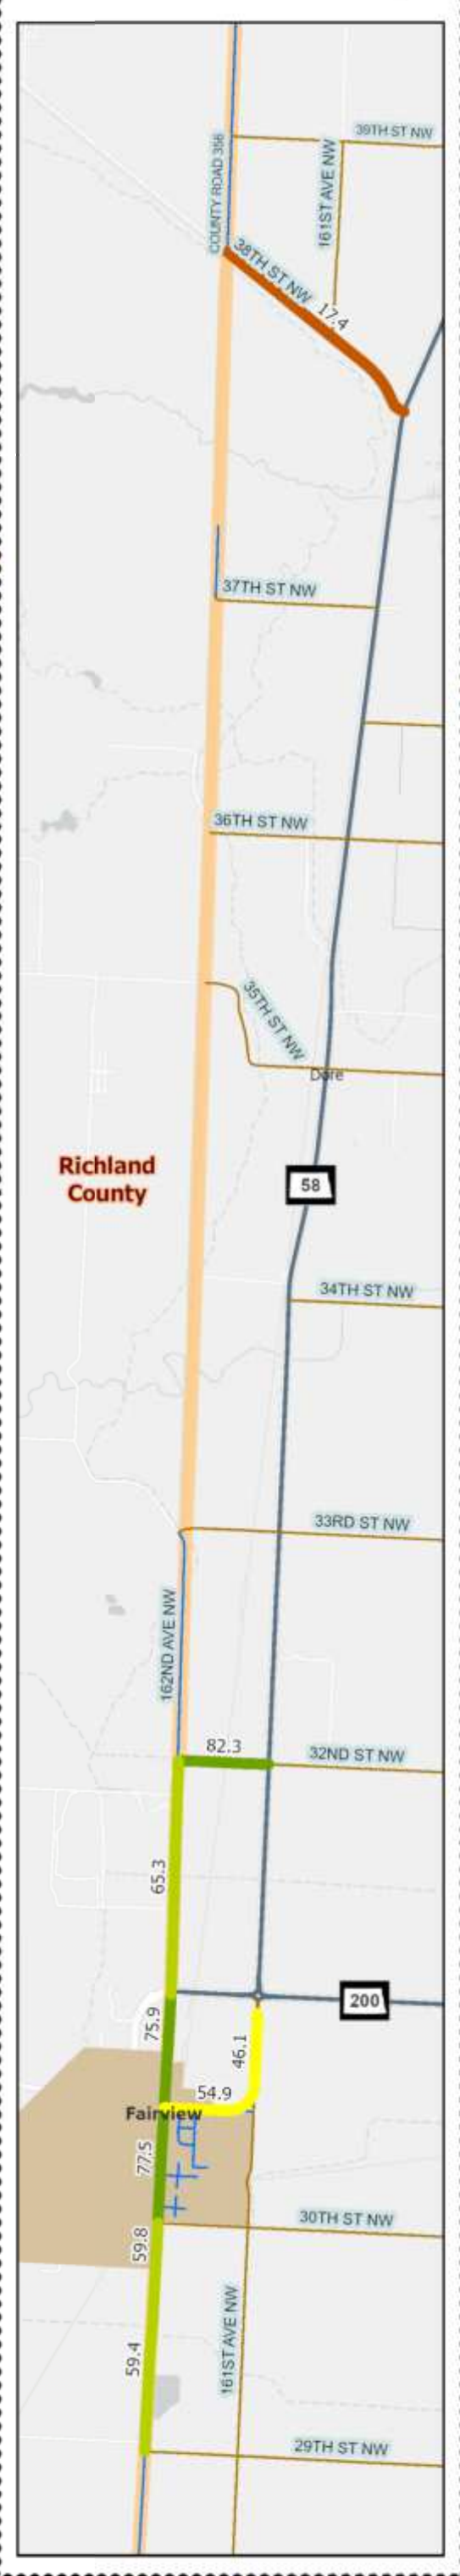 39TH ST NW
COUNTY ROAD 356
161ST AVE NW
38TH ST NW
17.4
37TH ST NW
36TH ST NW
35TH ST NW
Dore
Richland
County
58
34TH ST NW
33RD ST NW
162ND AVE NW
82.3
32ND ST NW
65.3
200
75.9
46.1
54.9
Fairview
77.5
30TH ST NW
59.8
161ST AVE NW
59.4
29TH ST NW